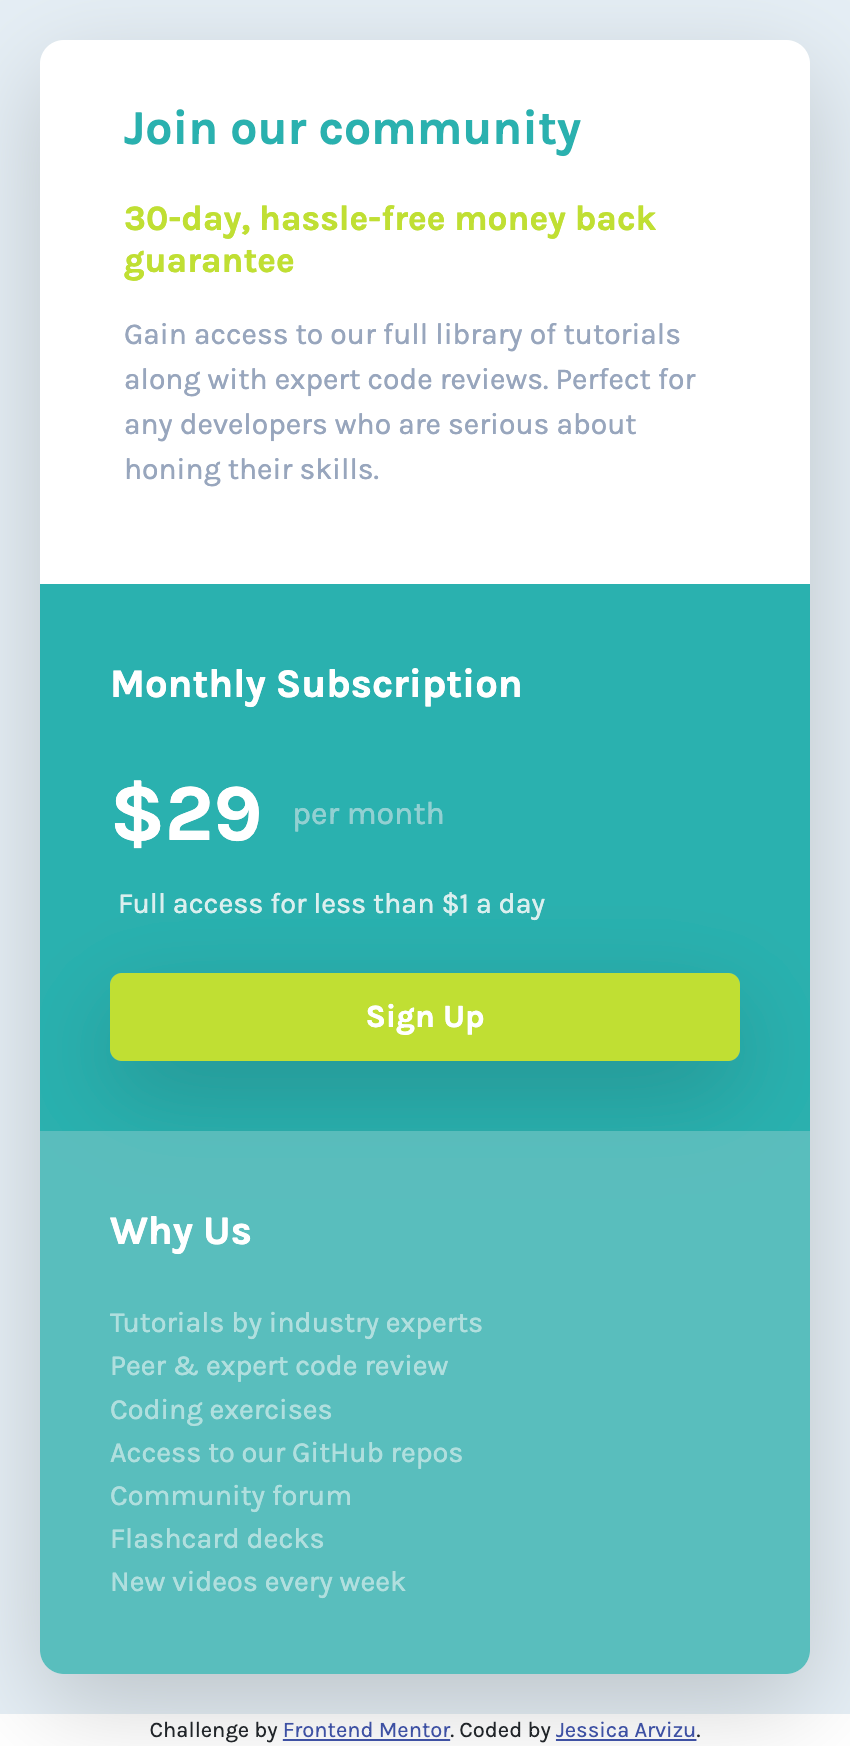 Join our community
30-day, hassle-free money back
guarantee
Gain access to our full library of tutorials
along with expert code reviews. Perfect for
any developers who are serious about
honing their skills.
Monthly Subscription
$29 per month
Full access for less than $1 a day
Sign Up
Why Us
Tutorials by industry experts
Peer & expert code review
Coding exercises
Access to our GitHub repos
Community forum
Flashcard decks
New videos every week
Challenge by Frontend Mentor. Coded by Jessica Arvizu.